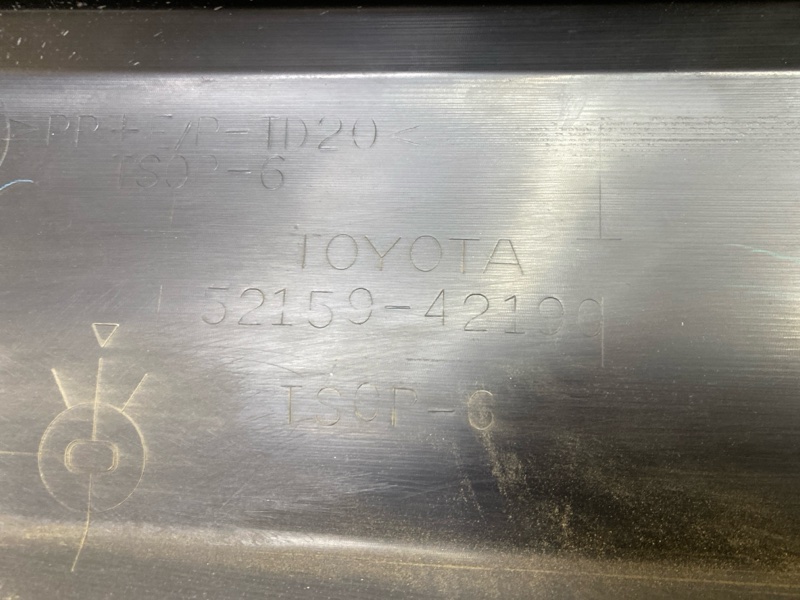 >PP+E/P-TD20<
TSOP-6
TOYOTA
52159-42190
TSOP-6